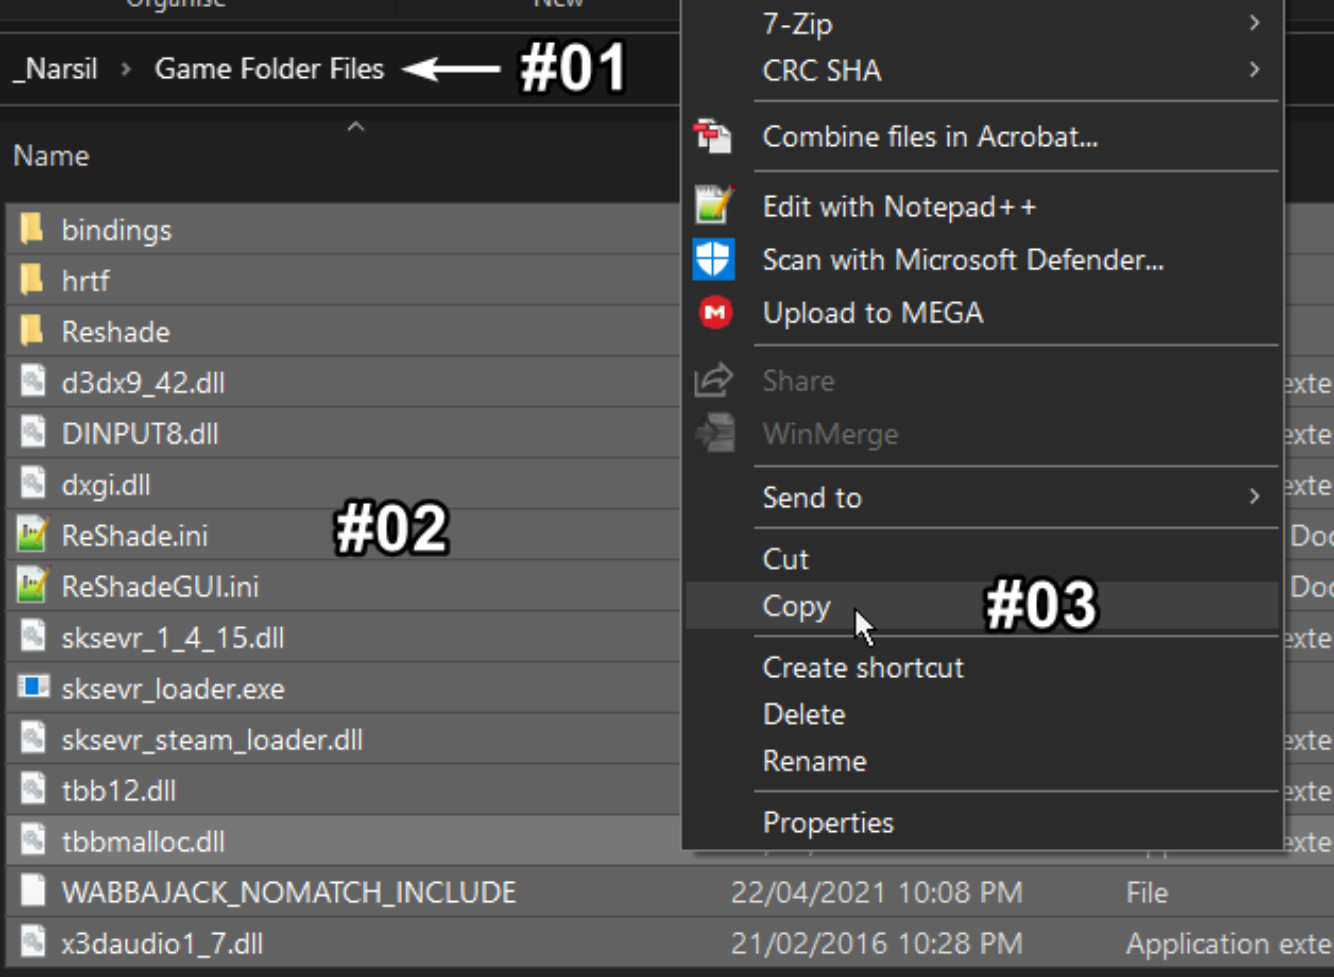 Organise New
_Narsil > Game Folder Files #01
Name
bindings
hrtf
Reshade
d3dx9_42.dll
DINPUT8.dll
dxgi.dll
ReShade.ini
#02
ReShadeGUI.ini
sksevr_1_4_15.dll
sksevr_loader.exe
sksevr_steam_loader.dll
tbb12.dll
tbbmalloc.dll
WABBAJACK_NOMATCH_INCLUDE 22/04/2021 10:08 PM File
x3daudio1_7.dll 21/02/2016 10:28 PM Application exte
7-Zip >
CRC SHA >
Combine files in Acrobat...
Edit with Notepad++
Scan with Microsoft Defender...
Upload to MEGA
Share
WinMerge
Send to >
Cut
Copy #03
Create shortcut
Delete
Rename
Properties
exte
exte
exte
Doc
Doc
exte
exte
exte
exte